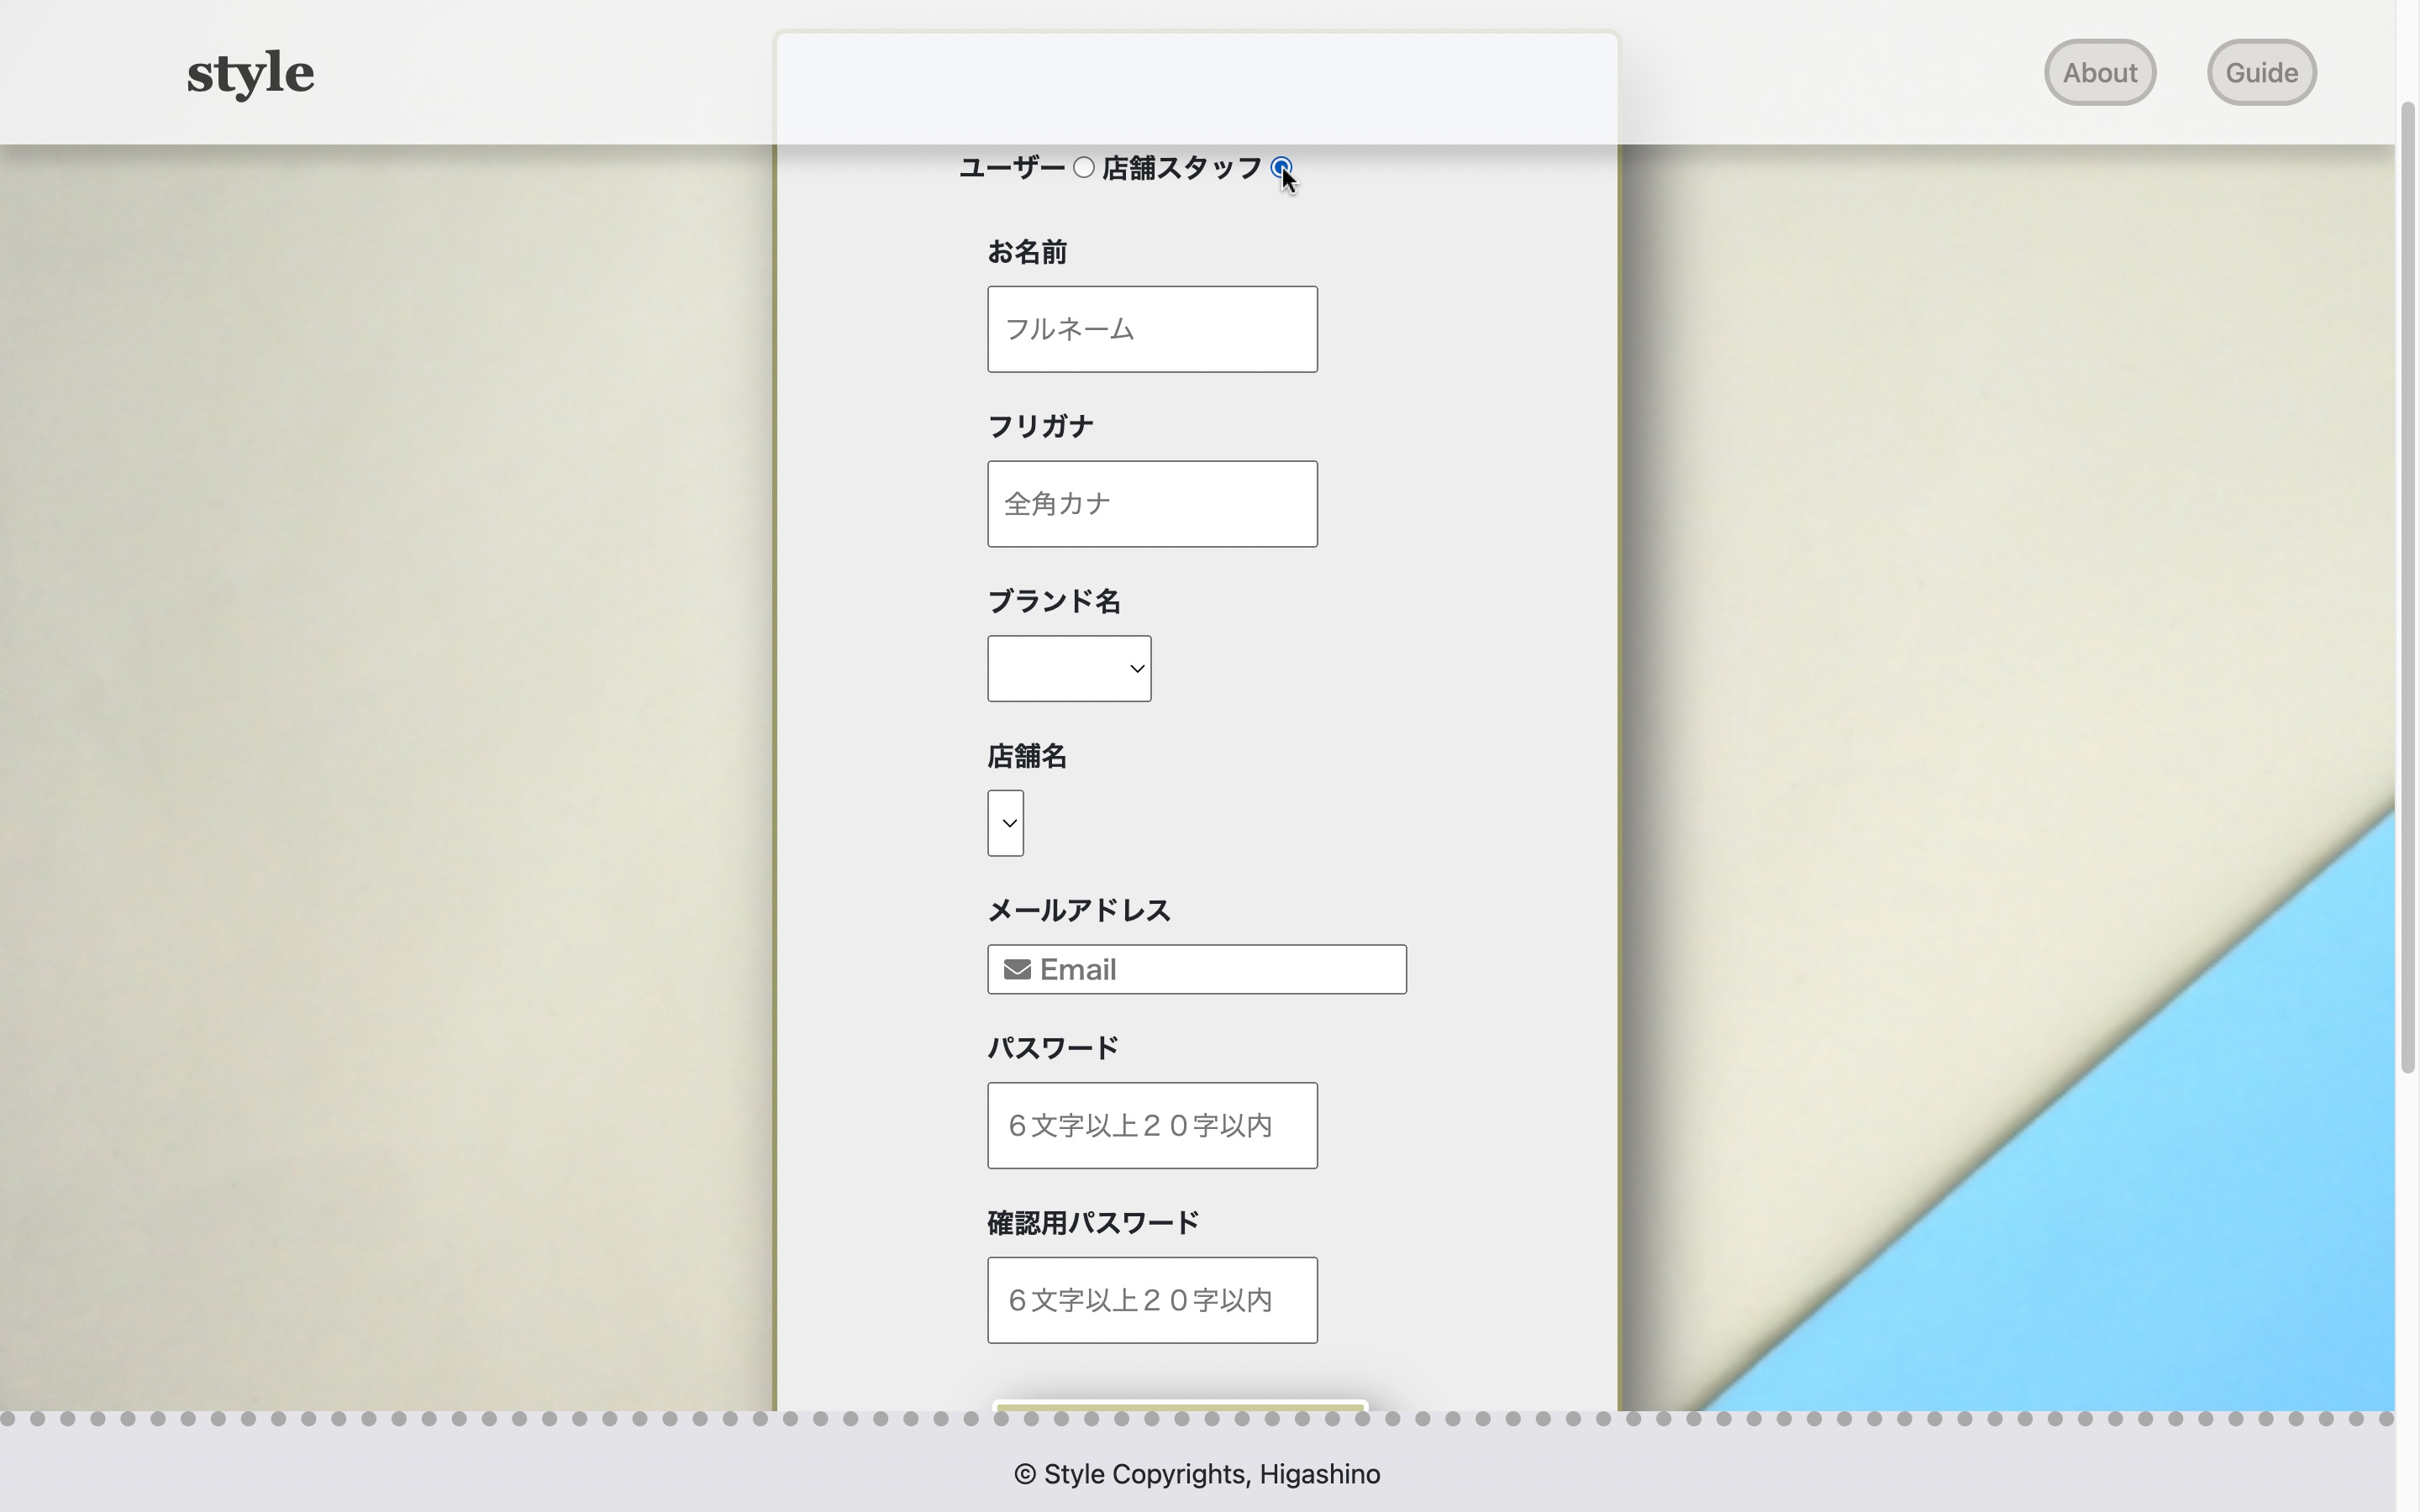 style
About
Guide
ユーザー 店舗スタッフ
お名前
フルネーム
フリガナ
全角カナ
ブランド名
店舗名
メールアドレス
Email
パスワード
６文字以上２０字以内
確認用パスワード
６文字以上２０字以内
© Style Copyrights, Higashino